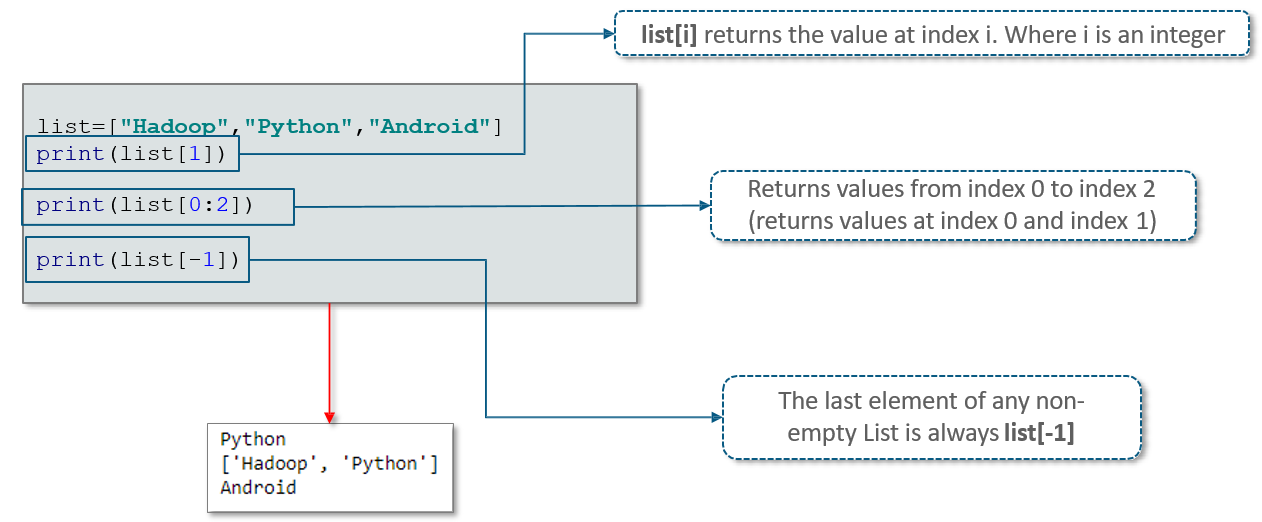 list[i] returns the value at index i. Where i is an integer
list=["Hadoop","Python","Android"]
print(list[1])
print(list[0:2])
print(list[-1])
Returns values from index 0 to index 2
(returns values at index 0 and index 1)
The last element of any non-
empty List is always list[-1]
Python
['Hadoop', 'Python']
Android